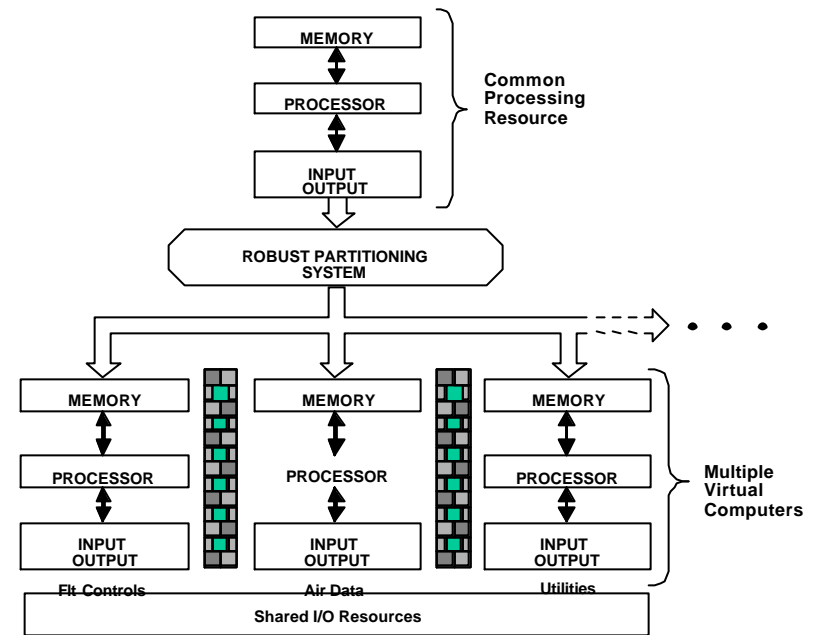 MEMORY
PROCESSOR
INPUT
OUTPUT
Common
Processing
Resource
ROBUST PARTITIONING
SYSTEM
MEMORY
MEMORY
MEMORY
PROCESSOR
PROCESSOR
PROCESSOR
INPUT
OUTPUT
INPUT
OUTPUT
INPUT
OUTPUT
Multiple
Virtual
Computers
Flt Controls
Air Data
Utilities
Shared I/O Resources